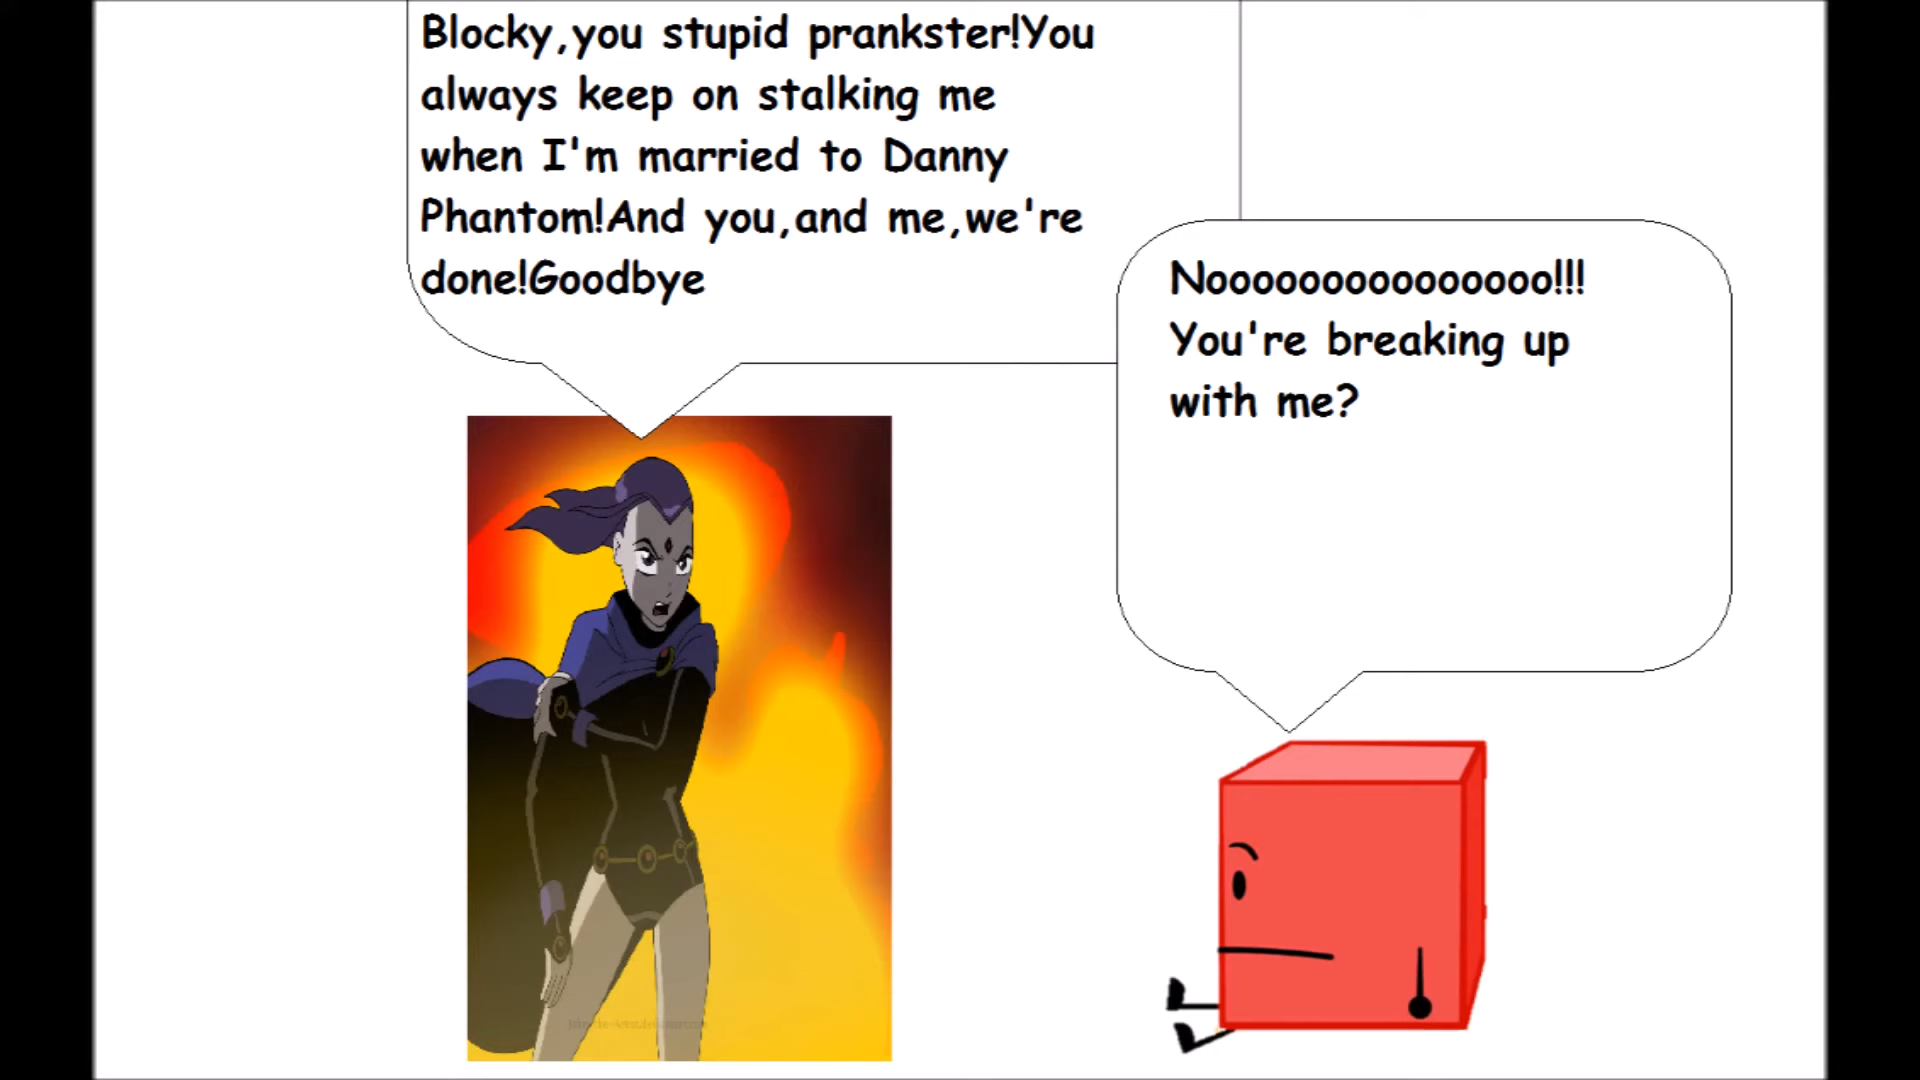 Blocky,you stupid prankster!You
always keep on stalking me
when I'm married to Danny
Phantom!And you,and me,we're
done!Goodbye
Nooooooooooooooo!!!
You're breaking up
with me?